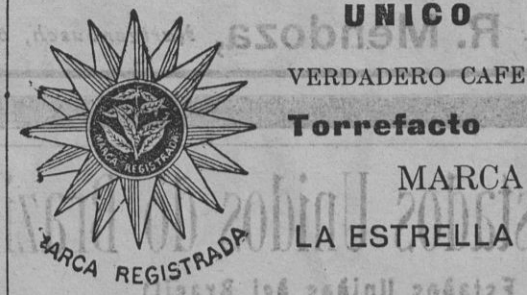 UNICO
VERDADERO CAFE
Torrefacto
MARCA
LA ESTRELLA
MARCA REGISTRADA
MARCA REGISTRADA